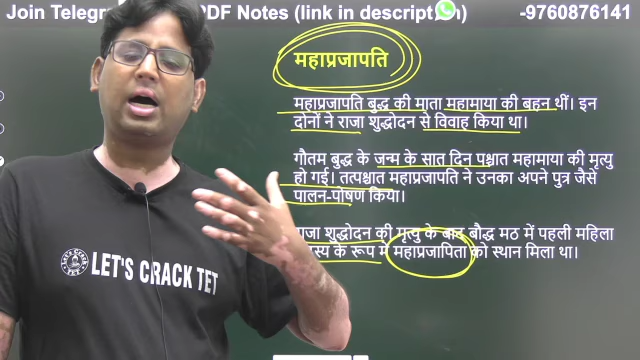 Join Telegr PDF Notes (link in descript n) -9760876141
महाप्रजापति
महाप्रजापति बुद्ध की माता महामाया की बहन थीं। इन
दोनों ने राजा शुद्धोदन से विवाह किया था।
गौतम बुद्ध के जन्म के सात दिन पश्चात महामाया की मृत्यु
हो गई। तत्पश्चात महाप्रजापति ने उनका अपने पुत्र जैसे
पालन-पोषण किया।
राजा शुद्धोदन की मृत्यु के बाद बौद्ध मठ में पहली महिला
स्य के रूप में महाप्रजापिता को स्थान मिला था।
LET'S CRACK TET